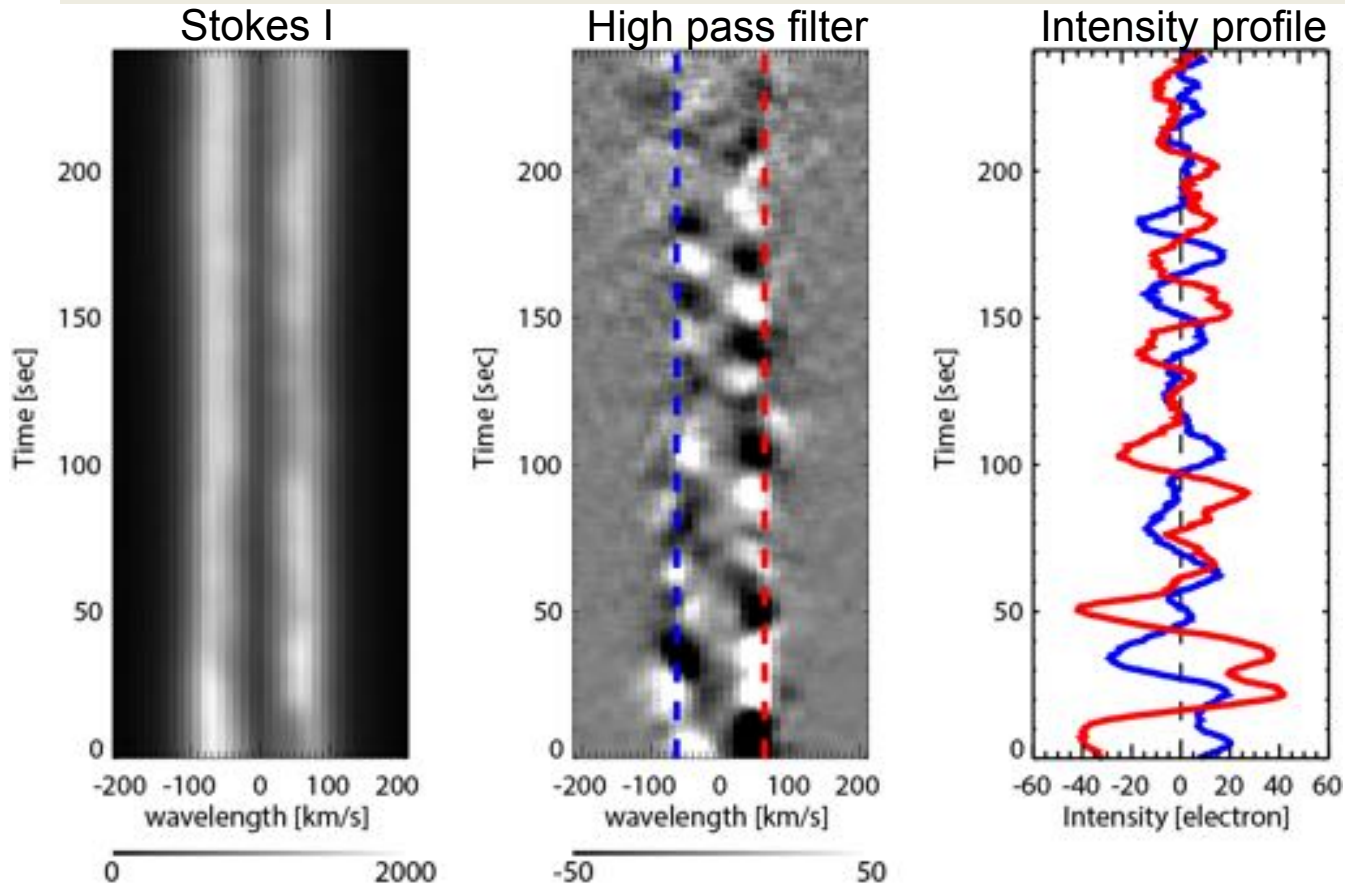 Stokes I
High pass filter
Intensity profile
Time [sec]
200
150
100
50
0
-200 -100 0 100 200
wavelength [km/s]
0 2000
Time [sec]
200
150
100
50
0
-200 -100 0 100 200
wavelength [km/s]
-50 50
Time [sec]
200
150
100
50
0
-60 -40 -20 0 20 40 60
Intensity [electron]